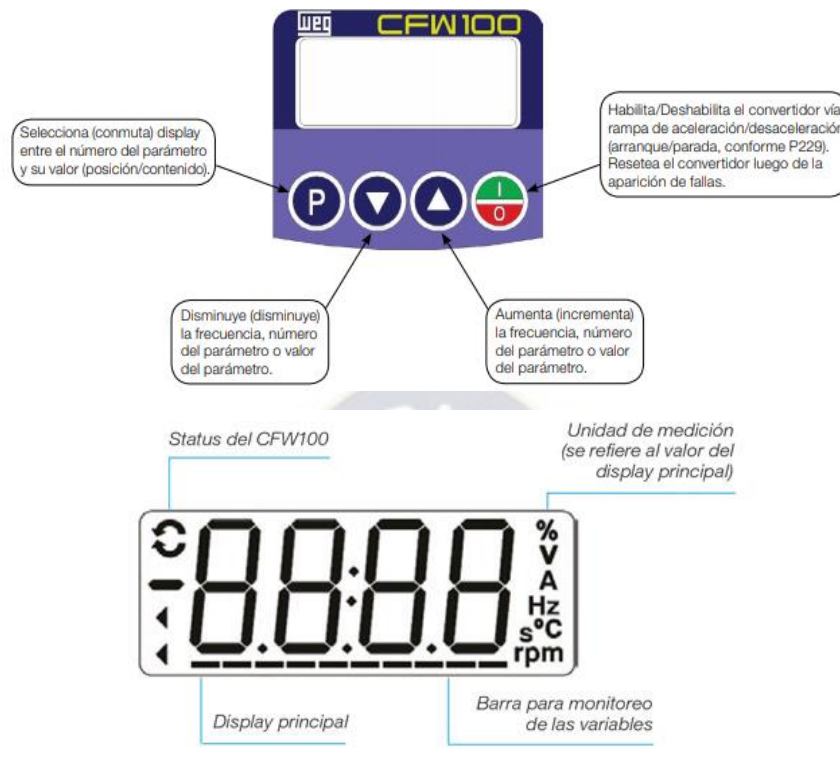 weg CFW100
Selecciona (conmuta) display
entre el número del parámetro
y su valor (posición/contenido).
Habilita/Deshabilita el convertidor vía
rampa de aceleración/desaceleración
(arranque/parada, conforme P229).
Resetea el convertidor luego de la
aparición de fallas.
P
I
0
Disminuye (disminuye)
la frecuencia, número
del parámetro o valor
del parámetro.
Aumenta (incrementa)
la frecuencia, número
del parámetro o valor
del parámetro.
Status del CFW100
Unidad de medición
(se refiere al valor del
display principal)
88:8.8
%
V
A
Hz
s°C
rpm
Display principal
Barra para monitoreo
de las variables